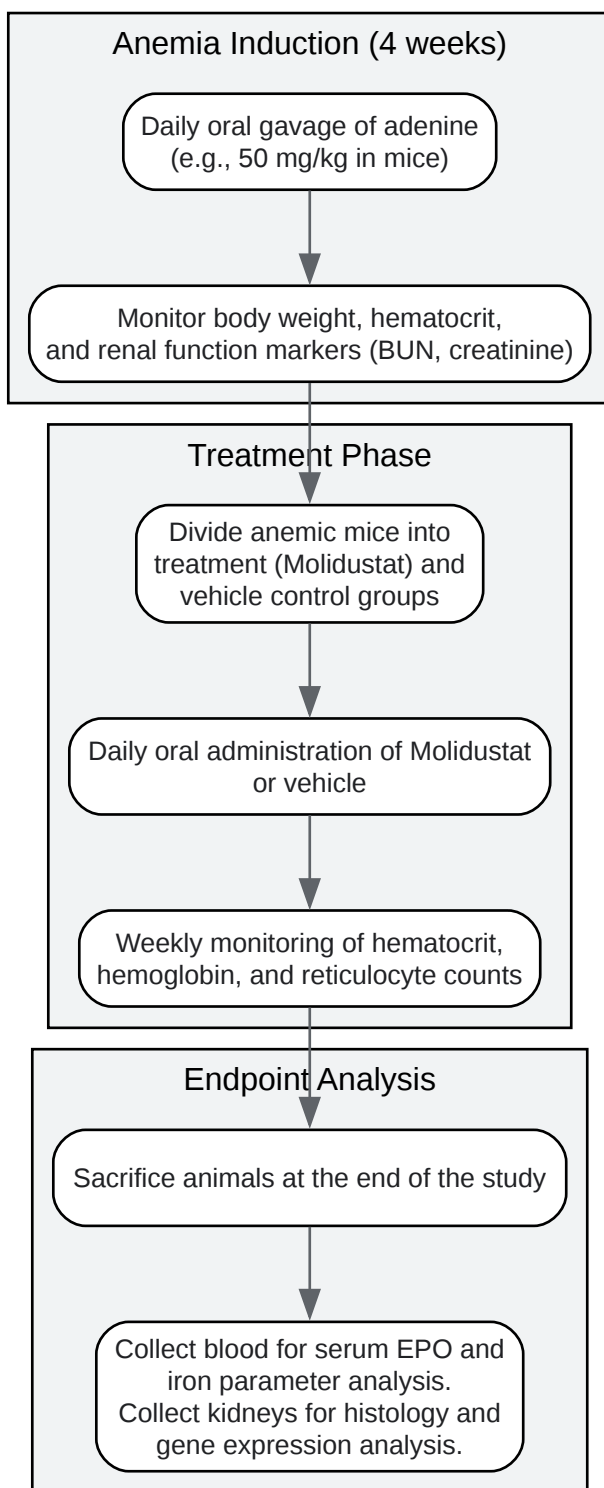 Anemia Induction (4 weeks)
Daily oral gavage of adenine
(e.g., 50 mg/kg in mice)
Monitor body weight, hematocrit,
and renal function markers (BUN, creatinine)
Treatment Phase
Divide anemic mice into
treatment (Molidustat) and
vehicle control groups
Daily oral administration of Molidustat
or vehicle
Weekly monitoring of hematocrit,
hemoglobin, and reticulocyte counts
Endpoint Analysis
Sacrifice animals at the end of the study
Collect blood for serum EPO and
iron parameter analysis.
Collect kidneys for histology and
gene expression analysis.